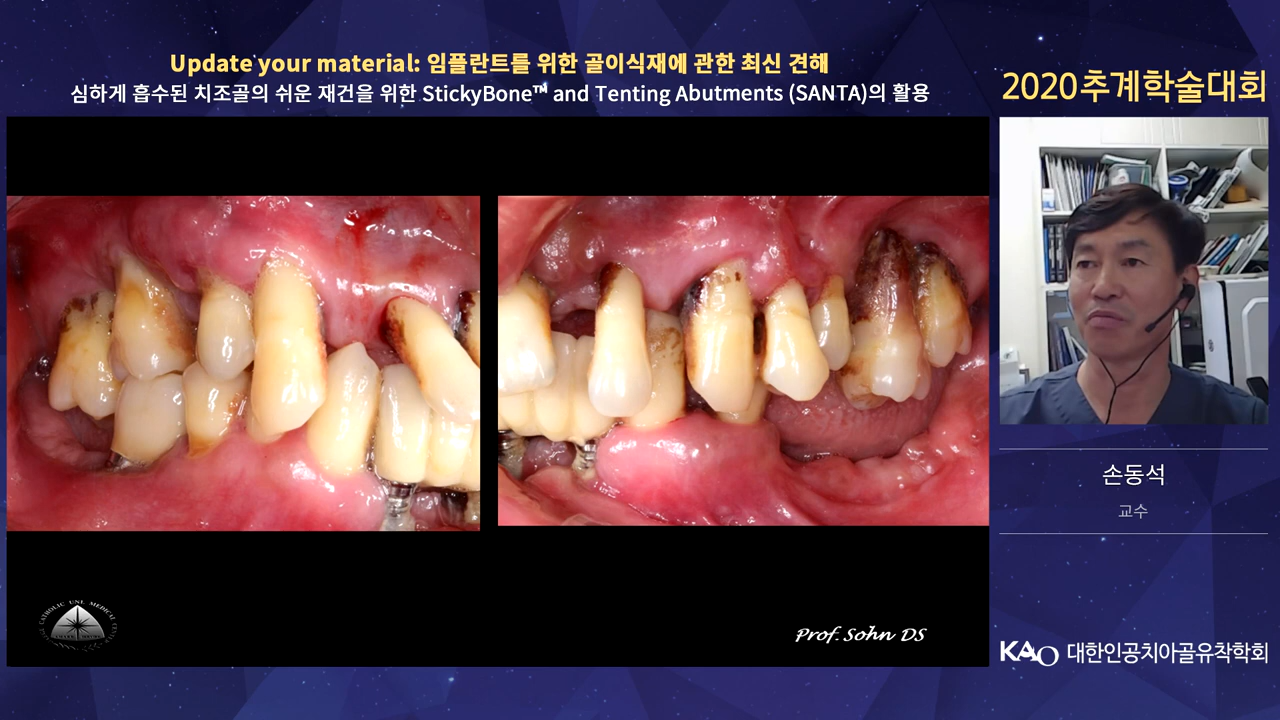 Update your material: 임플란트를 위한 골이식재에 관한 최신 견해
심하게 흡수된 치조골의 쉬운 재건을 위한 StickyBone™ and Tenting Abutments (SANTA)의 활용
2020추계학술대회
손동석
교수
CATHOLIC UNI. MEDICAL CENTER
Prof. Sohn DS
KAO 대한인공치아골유착학회